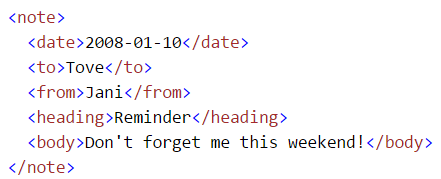 <note>
  <date>2008-01-10</date>
  <to>Tove</to>
  <from>Jani</from>
  <heading>Reminder</heading>
  <body>Don't forget me this weekend!</body>
</note>